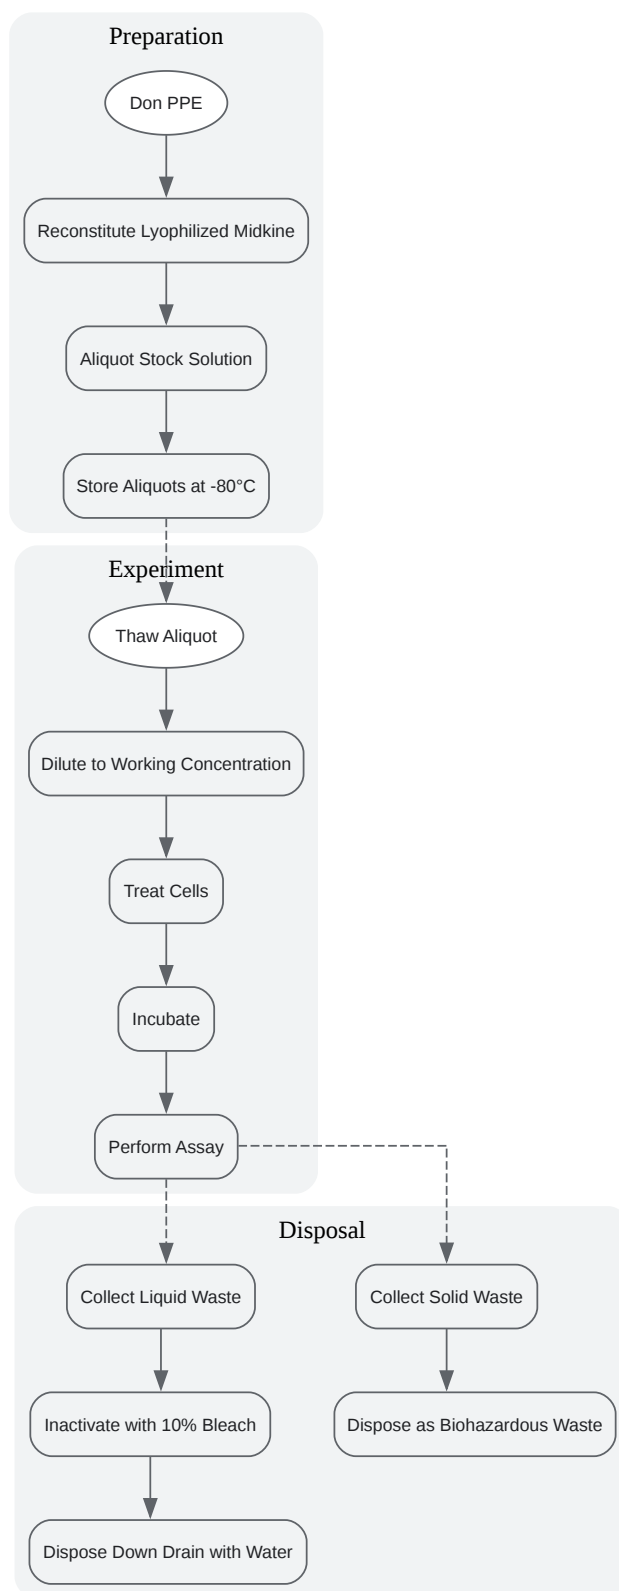 Preparation
Don PPE
Reconstitute Lyophilized Midkine
Aliquot Stock Solution
Store Aliquots at -80°C
Experiment
Thaw Aliquot
Dilute to Working Concentration
Treat Cells
Incubate
Perform Assay
Disposal
Collect Liquid Waste
Collect Solid Waste
Inactivate with 10% Bleach
Dispose as Biohazardous Waste
Dispose Down Drain with Water